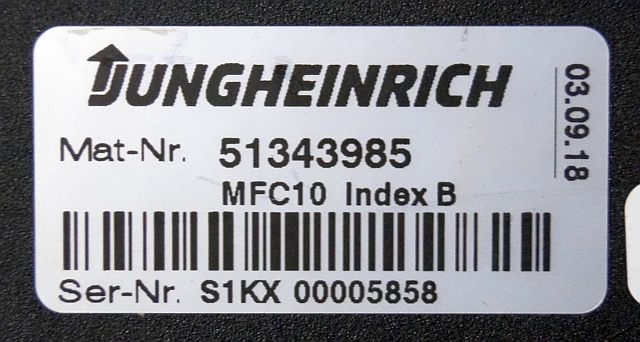 JUNGHEINRICH
03.09.18
Mat-Nr. 51343985
MFC10 Index B
Ser-Nr. S1KX 00005858